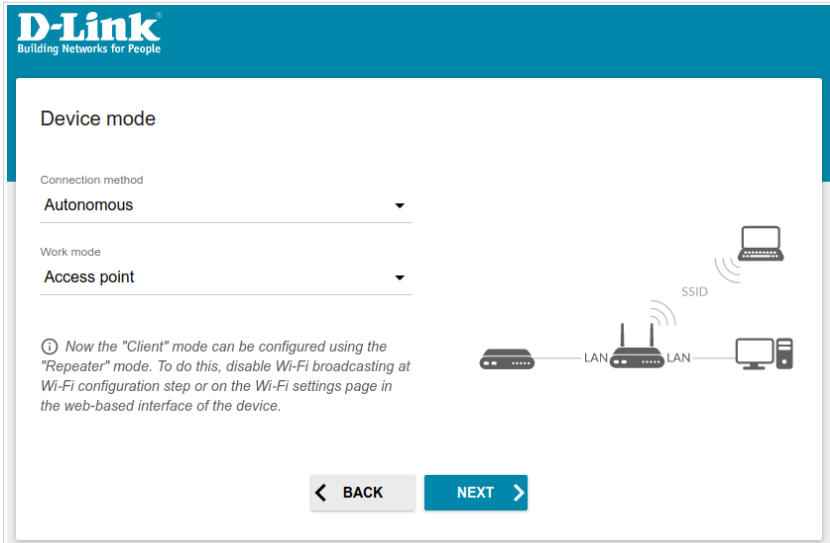 D-Link®
Building Networks for People
Device mode
Connection method
Autonomous
Work mode
Access point
Now the "Client" mode can be configured using the
"Repeater" mode. To do this, disable Wi-Fi broadcasting at
Wi-Fi configuration step or on the Wi-Fi settings page in
the web-based interface of the device.
SSID
LAN
LAN
BACK
NEXT